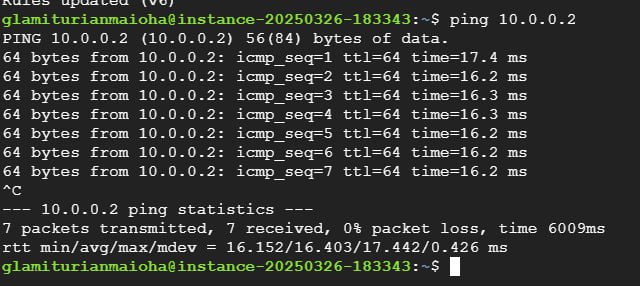 Rules updated (v6)
glamiturianmaioha@instance-20250326-183343:~$ ping 10.0.0.2
PING 10.0.0.2 (10.0.0.2) 56(84) bytes of data.
64 bytes from 10.0.0.2: icmp_seq=1 ttl=64 time=17.4 ms
64 bytes from 10.0.0.2: icmp_seq=2 ttl=64 time=16.2 ms
64 bytes from 10.0.0.2: icmp_seq=3 ttl=64 time=16.3 ms
64 bytes from 10.0.0.2: icmp_seq=4 ttl=64 time=16.3 ms
64 bytes from 10.0.0.2: icmp_seq=5 ttl=64 time=16.2 ms
64 bytes from 10.0.0.2: icmp_seq=6 ttl=64 time=16.2 ms
64 bytes from 10.0.0.2: icmp_seq=7 ttl=64 time=16.2 ms
^C
--- 10.0.0.2 ping statistics ---
7 packets transmitted, 7 received, 0% packet loss, time 6009ms
rtt min/avg/max/mdev = 16.152/16.403/17.442/0.426 ms
glamiturianmaioha@instance-20250326-183343:~$